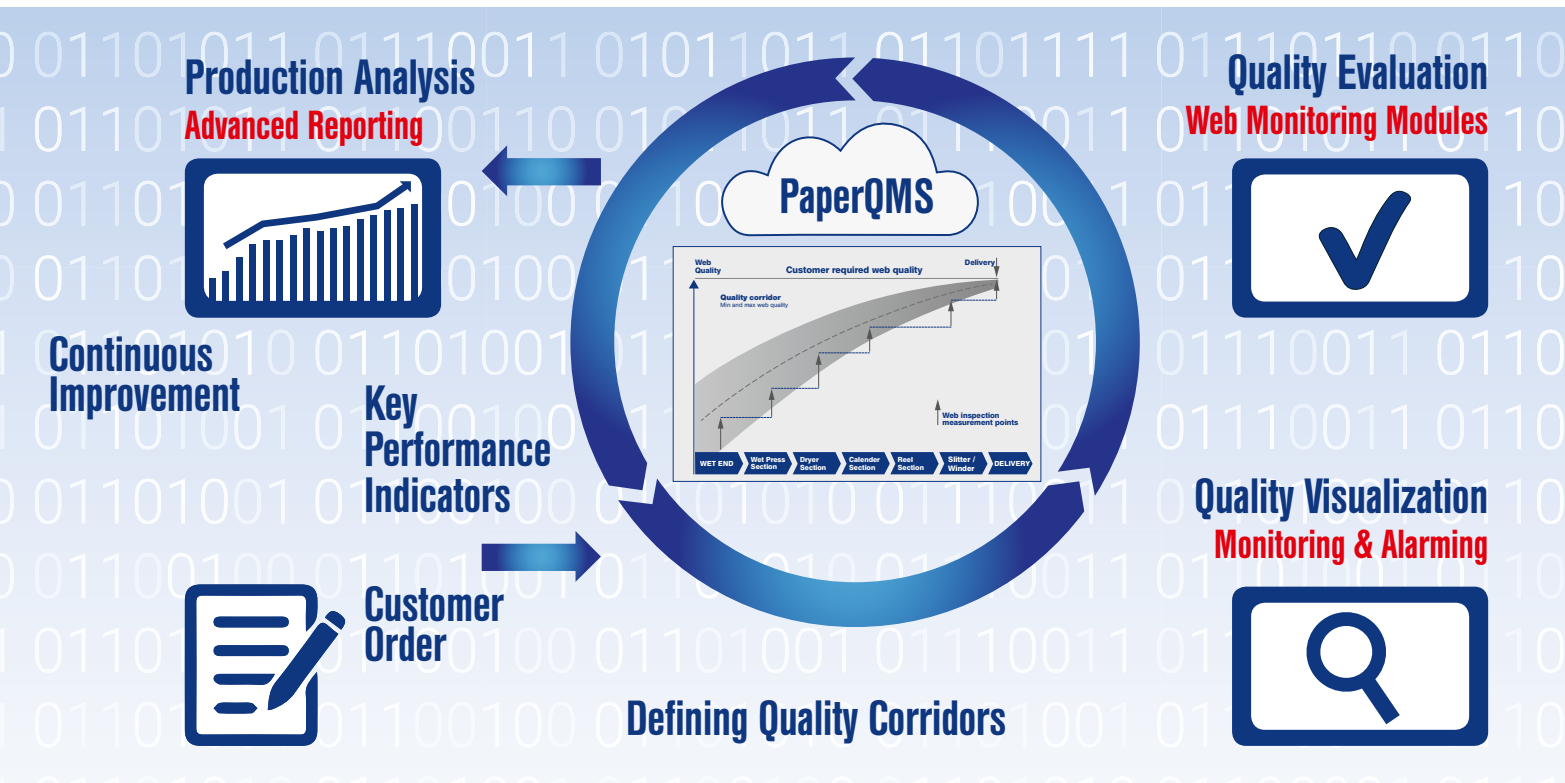 Production Analysis
Advanced Reporting
Continuous
Improvement
Key
Performance
Indicators
Customer
Order
PaperQMS
Web
Quality
Customer required web quality
Delivery
Quality corridor
Min and max web quality
Web inspection
measurement points
WET END
Wet Press
Section
Dryer
Section
Calender
Section
Reel
Section
Slitter /
Winder
DELIVERY
Defining Quality Corridors
Quality Evaluation
Web Monitoring Modules
Quality Visualization
Monitoring & Alarming